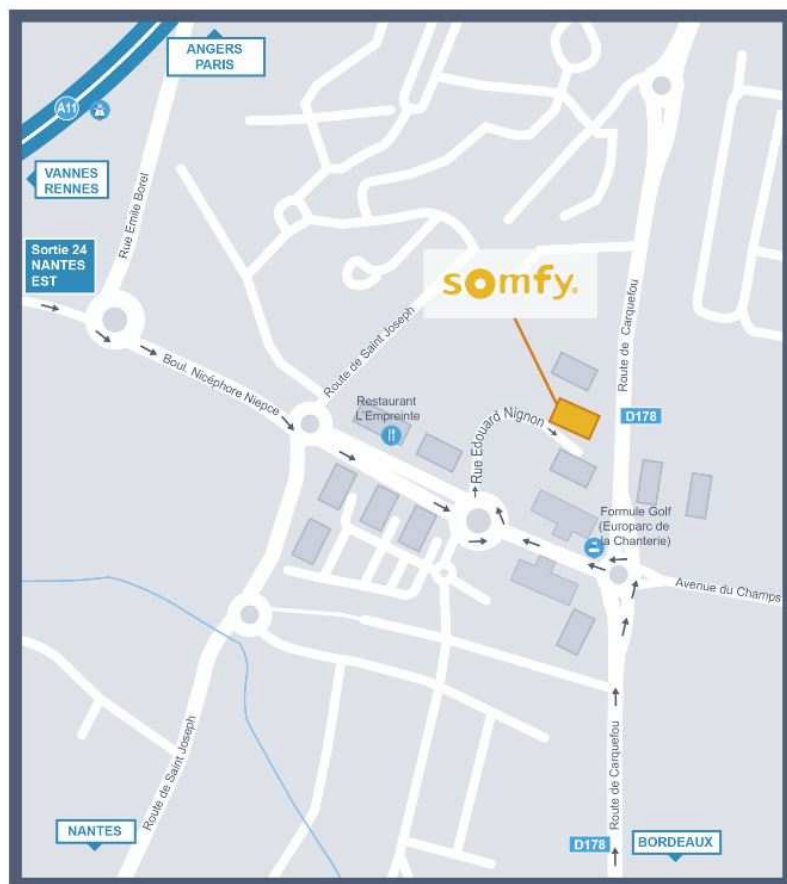 ANGERS
PARIS
A11
VANNES
RENNES
Rue Emile Borel
Sortie 24
NANTES
EST
somfy.
Route de Carquefou
Route de Saint Joseph
Boul. Nicéphore Niepce
Restaurant
L'Empreinte
Rue Edouard Nignon
D178
Formule Golf
(Europarc de
la Chanterie)
Avenue du Champs
Route de Saint Joseph
Route de Carquefou
NANTES
D178
BORDEAUX